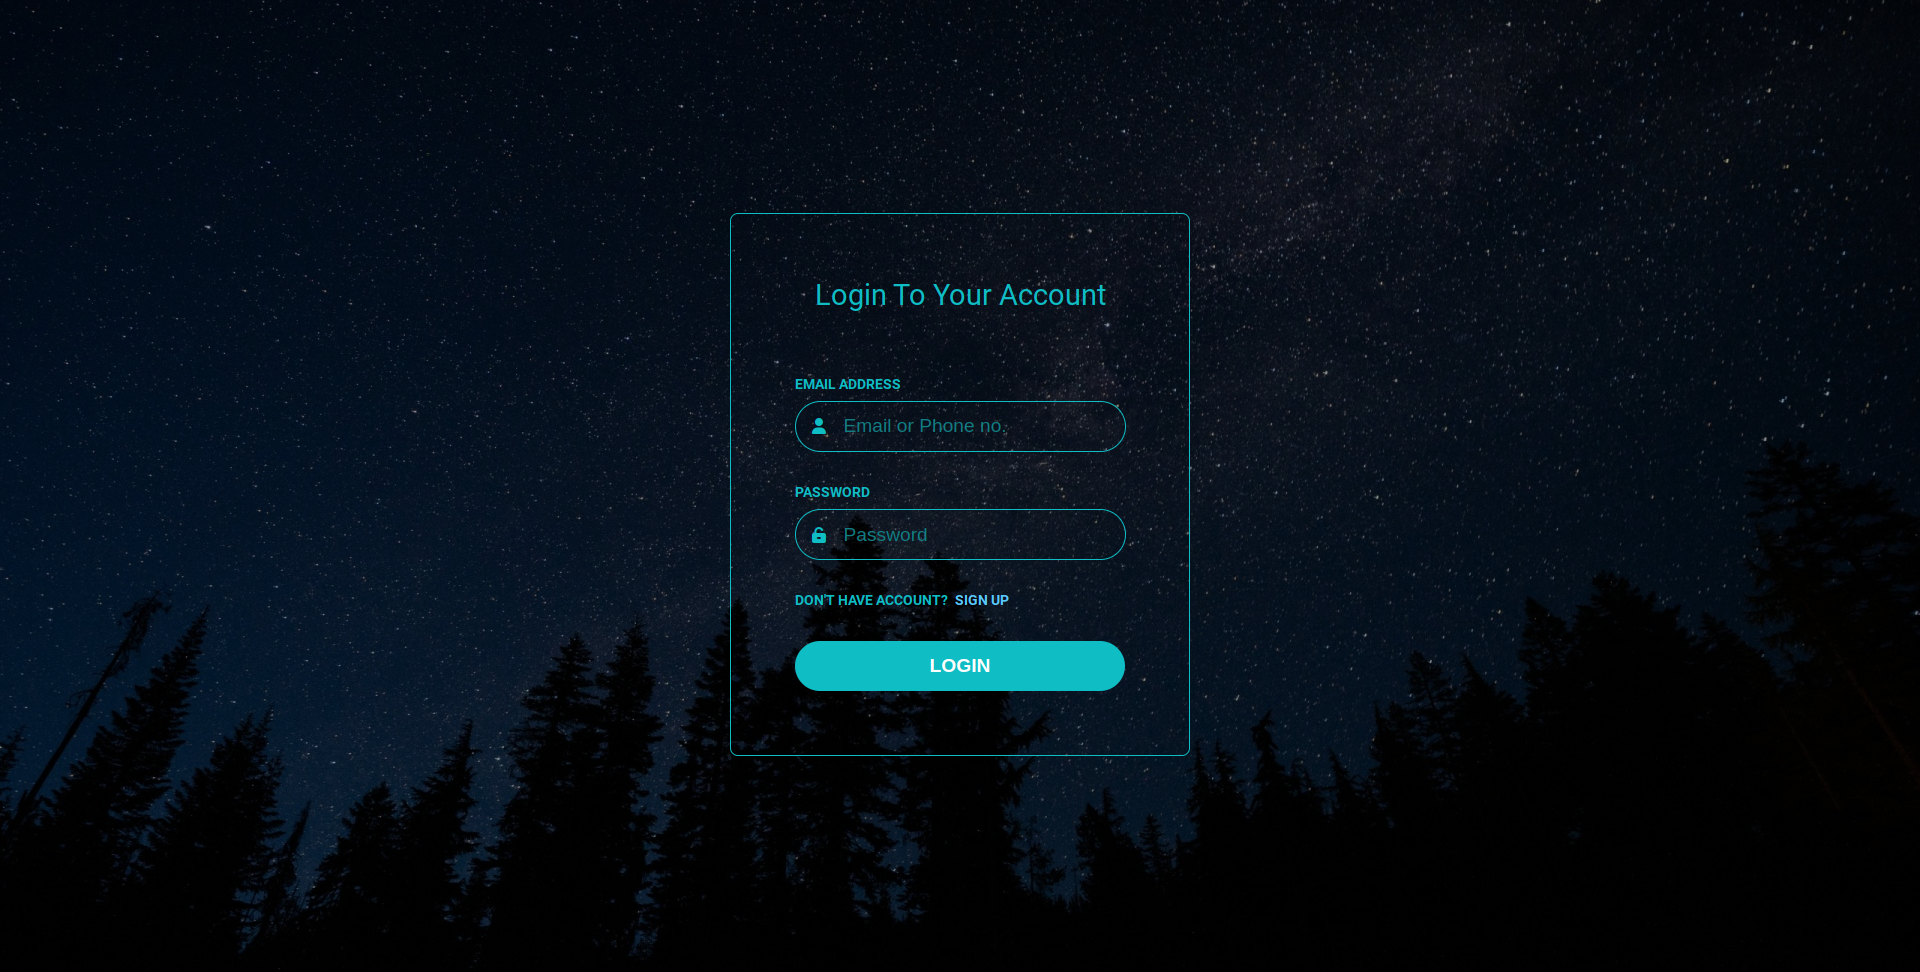 Login To Your Account
EMAIL ADDRESS
Email or Phone no.
PASSWORD
Password
DON'T HAVE ACCOUNT? SIGN UP
LOGIN